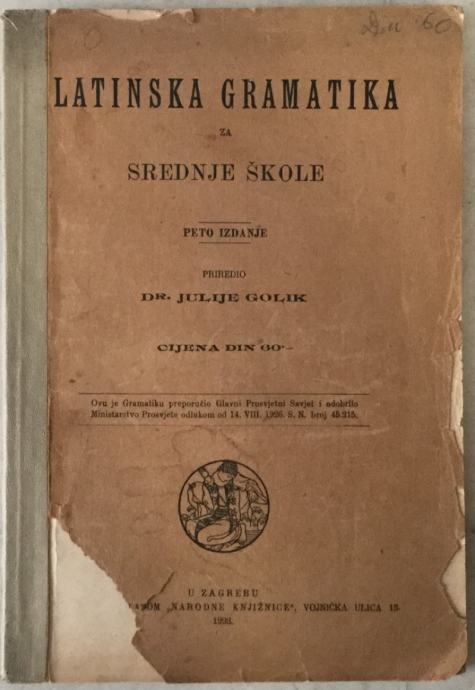 Din 60
LATINSKA GRAMATIKA
ZA
SREDNJE ŠKOLE
PETO IZDANJE
PRIREDIO
DR. JULIJE GOLIK
CIJENA DIN 60·–
Ovu je Gramatiku preporučio Glavni Prosvjetni Savjet i odobrilo
Ministarstvo Prosvjete odlukom od 14. VIII. 1926. S. N. broj 45.215.
U ZAGREBU
„NARODNE KNJIŽNICE“, VOJNIČKA ULICA 13